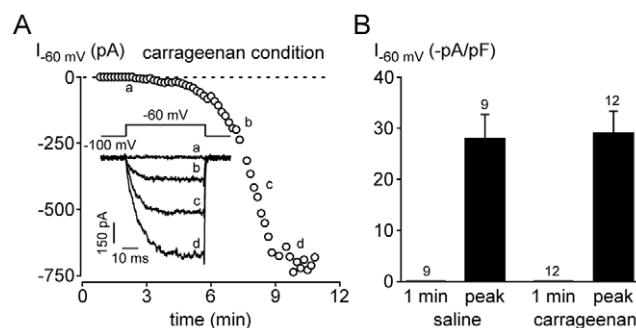 A
I-60 mV (pA)
carrageenan condition
0
-250
-500
-750
a
b
c
d
-60 mV
-100 mV
a
b
c
d
150 pA
10 ms
0 3 6 9 12
time (min)
B
I-60 mV (-pA/pF)
40
30
20
10
0
9 9 12 12
1 min peak 1 min peak
saline carrageenan